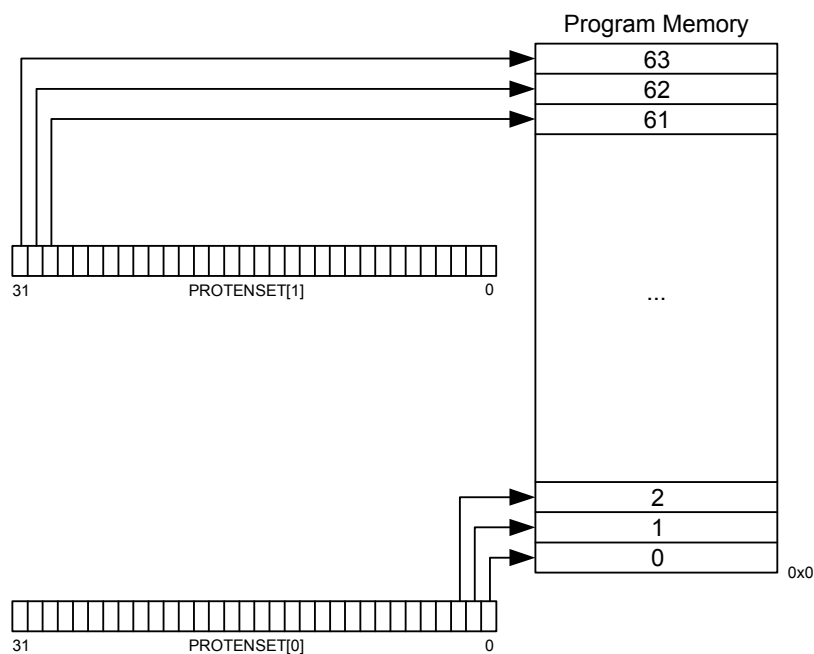 Program Memory
63
62
61
31 PROTENSET[1] 0
...
2
1
0
0x0
31 PROTENSET[0] 0